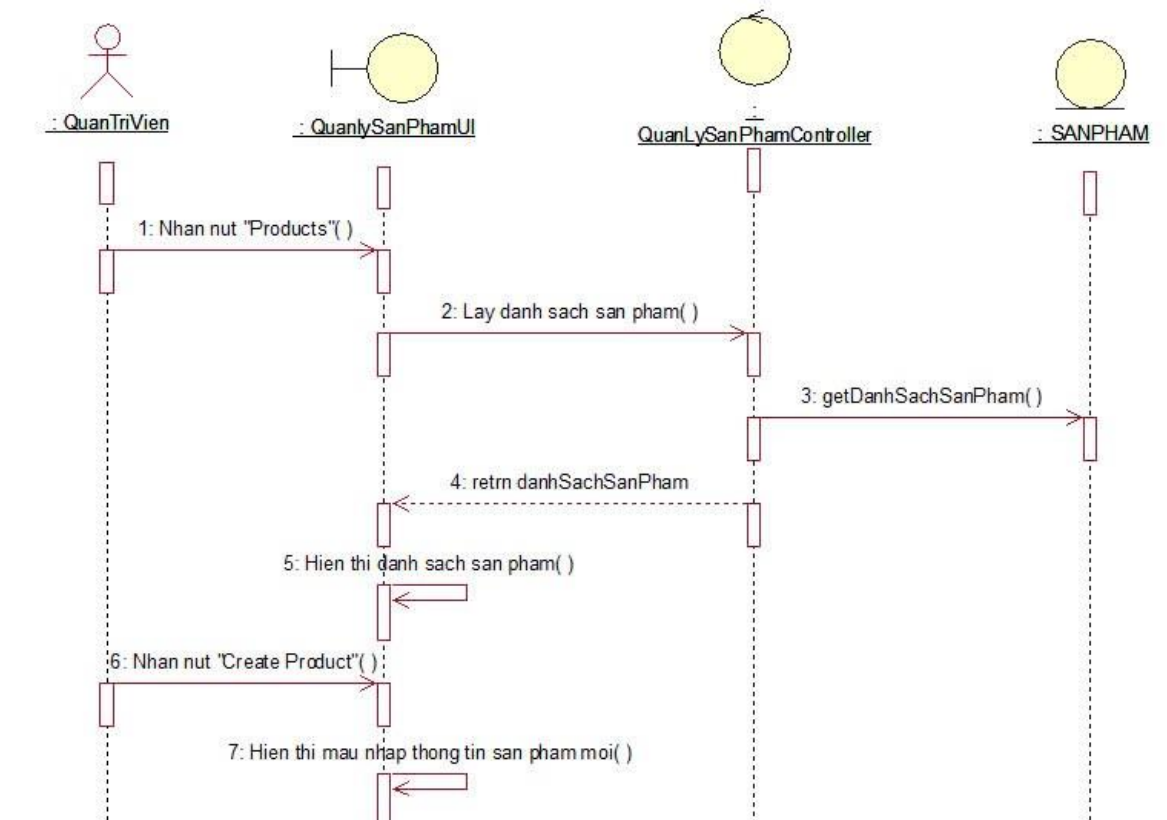 : QuanTriVien
: QuanlySanPhamUI
:
QuanLySanPhamController
: SANPHAM
1: Nhan nut "Products"( )
2: Lay danh sach san pham( )
3: getDanhSachSanPham( )
4: retrn danhSachSanPham
5: Hien thi danh sach san pham( )
6: Nhan nut "Create Product"( )
7: Hien thi mau nhap thong tin san pham moi( )